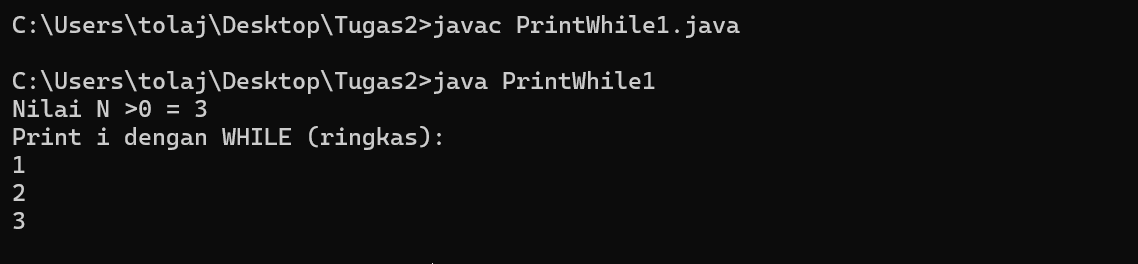 C:\Users\tolaj\Desktop\Tugas2>javac PrintWhile1.java
C:\Users\tolaj\Desktop\Tugas2>java PrintWhile1
Nilai N >0 = 3
Print i dengan WHILE (ringkas):
1
2
3